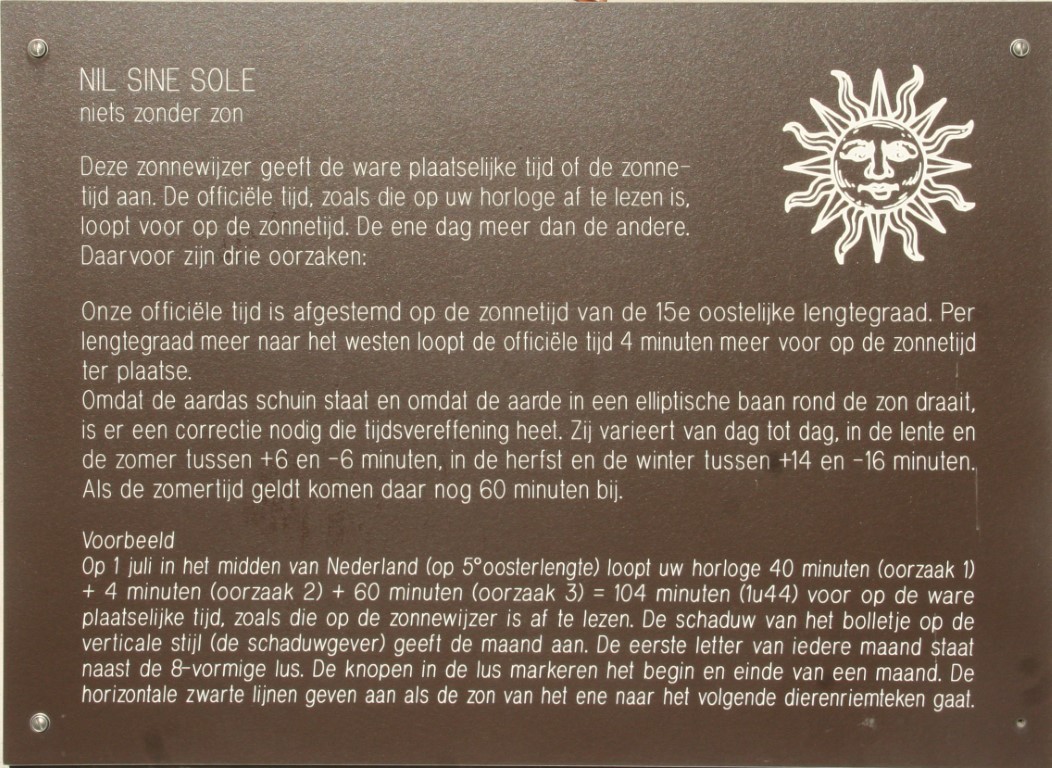 NIL SINE SOLE
niets zonder zon
Deze zonnewijzer geeft de ware plaatselijke tijd of de zonne-
tijd aan. De officiële tijd, zoals die op uw horloge af te lezen is,
loopt voor op de zonnetijd. De ene dag meer dan de andere.
Daarvoor zijn drie oorzaken:
Onze officiële tijd is afgestemd op de zonnetijd van de 15e oostelijke lengtegraad. Per
lengtegraad meer naar het westen loopt de officiële tijd 4 minuten meer voor op de zonnetijd
ter plaatse.
Omdat de aardas schuin staat en omdat de aarde in een elliptische baan rond de zon draait,
is er een correctie nodig die tijdsvereffening heet. Zij varieert van dag tot dag, in de lente en
de zomer tussen +6 en -6 minuten, in de herfst en de winter tussen +14 en -16 minuten.
Als de zomertijd geldt komen daar nog 60 minuten bij.
Voorbeeld
Op 1 juli in het midden van Nederland (op 5°oosterlengte) loopt uw horloge 40 minuten (oorzaak 1)
+ 4 minuten (oorzaak 2) + 60 minuten (oorzaak 3) = 104 minuten (1u44) voor op de ware
plaatselijke tijd, zoals die op de zonnewijzer is af te lezen. De schaduw van het bolletje op de
verticale stijl (de schaduwgever) geeft de maand aan. De eerste letter van iedere maand staat
naast de 8-vormige lus. De knopen in de lus markeren het begin en einde van een maand. De
horizontale zwarte lijnen geven aan als de zon van het ene naar het volgende dierenriemteken gaat.